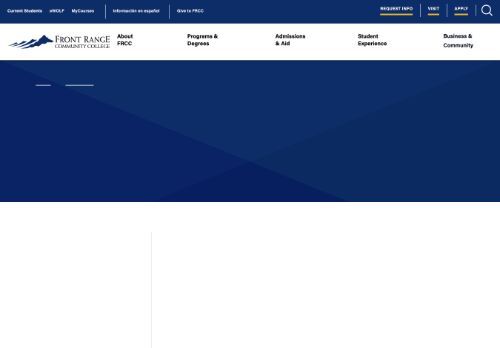 Current Students eWOLF MyCourses Información en español Give to FRCC REQUEST INFO VISIT APPLY
FRONT RANGE
COMMUNITY COLLEGE
About
FRCC
Programs &
Degrees
Admissions
& Aid
Student
Experience
Business &
Community